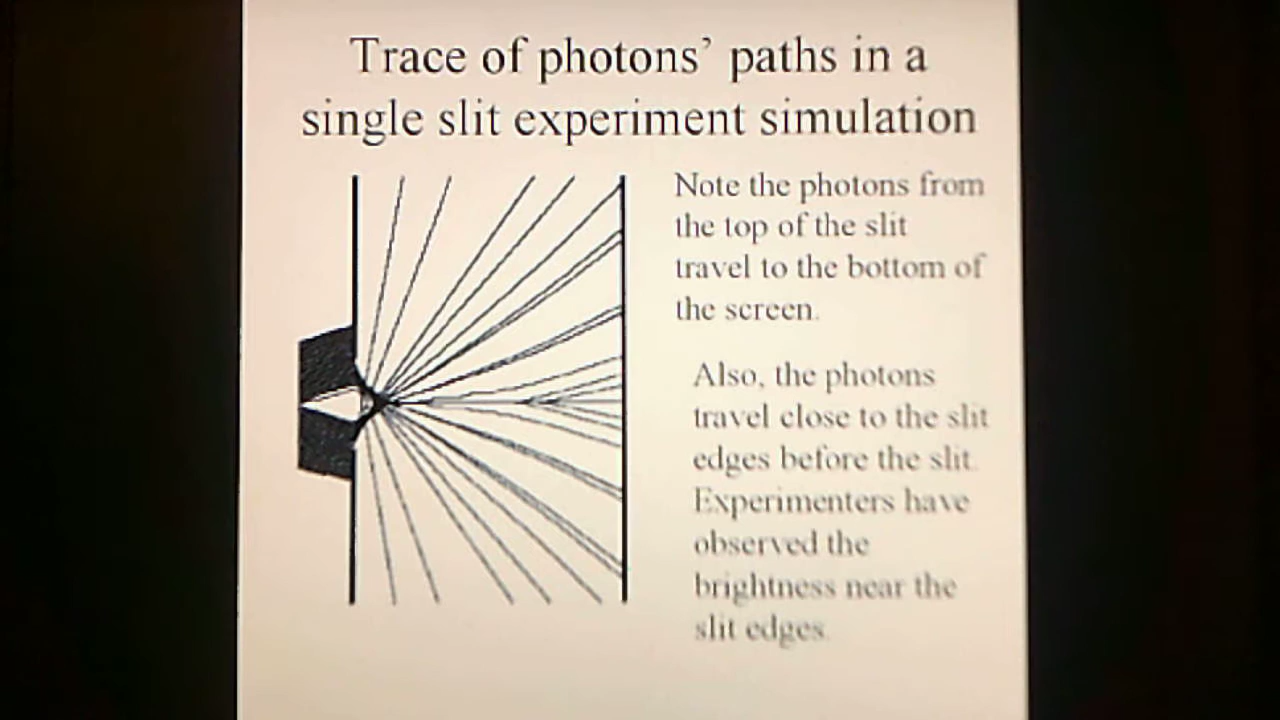 Trace of photons’ paths in a
single slit experiment simulation
Note the photons from
the top of the slit
travel to the bottom of
the screen.
Also, the photons
travel close to the slit
edges before the slit.
Experimenters have
observed the
brightness near the
slit edges.